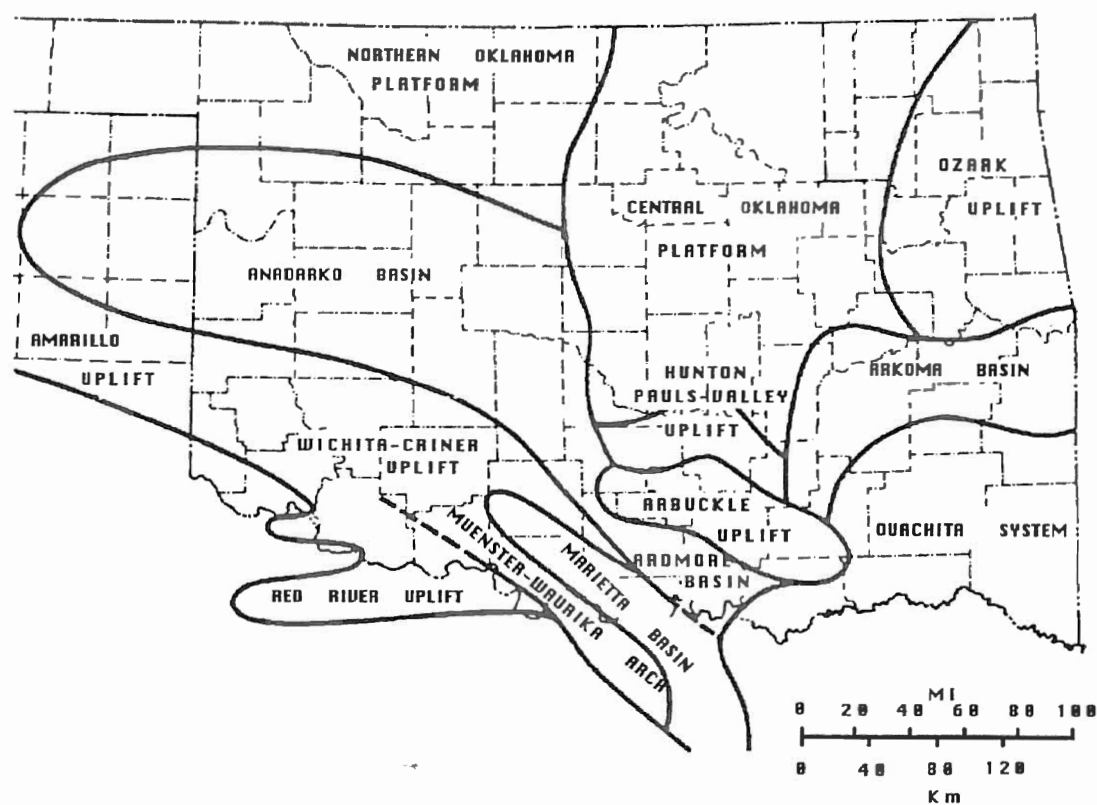 NORTHERN OKLAHOMA
PLATFORM
OZARK
UPLIFT
CENTRAL OKLAHOMA
PLATFORM
ANADARKO BASIN
AMARILLO
UPLIFT
HUNTON
PAULS-VALLEY
UPLIFT
ARKOMA BASIN
WICHITA-CRINER
UPLIFT
ARBUCKLE
UPLIFT
OUACHITA SYSTEM
ARDMORE
BASIN
MUENSTER-WAURIKA
ARCH
MARIETTA
BASIN
RED RIVER UPLIFT
MI
0 20 40 60 80 100
0 40 80 120
Km